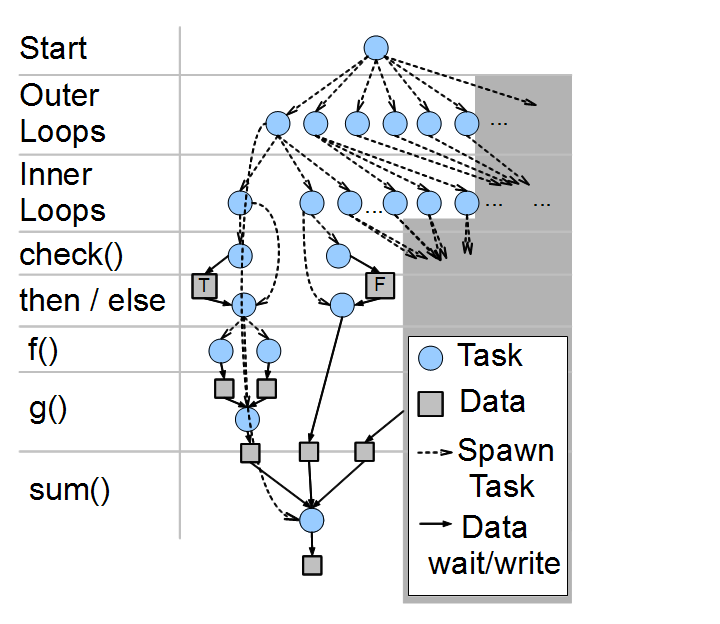 Start
Outer
Loops
...
Inner
Loops
...
...
...
check()
T
F
then / else
f()
g()
sum()
Task
Data
Spawn
Task
Data
wait/write